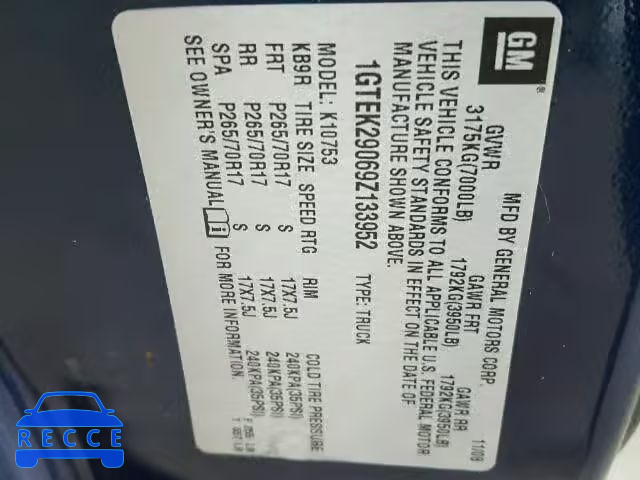 GM ®
MFD BY GENERAL MOTORS CORP. 11/08
GVWR GAWR FRT GAWR RR
3175KG(7000LB) 1792KG(3950LB) 1792KG(3950LB)
THIS VEHICLE CONFORMS TO ALL APPLICABLE U.S. FEDERAL MOTOR
VEHICLE SAFETY STANDARDS IN EFFECT ON THE DATE OF
MANUFACTURE SHOWN ABOVE.
1GTEK29069Z133952 TYPE: TRUCK
MODEL: K10753
KB9R TIRE SIZE SPEED RTG RIM COLD TIRE PRESSURE
FRT P265/70R17 S 17X7.5J 240KPA(35PSI)
RR P265/70R17 S 17X7.5J 240KPA(35PSI)
SPA P265/70R17 S 17X7.5J 240KPA(35PSI)
SEE OWNER'S MANUAL FOR MORE INFORMATION.
RECCE